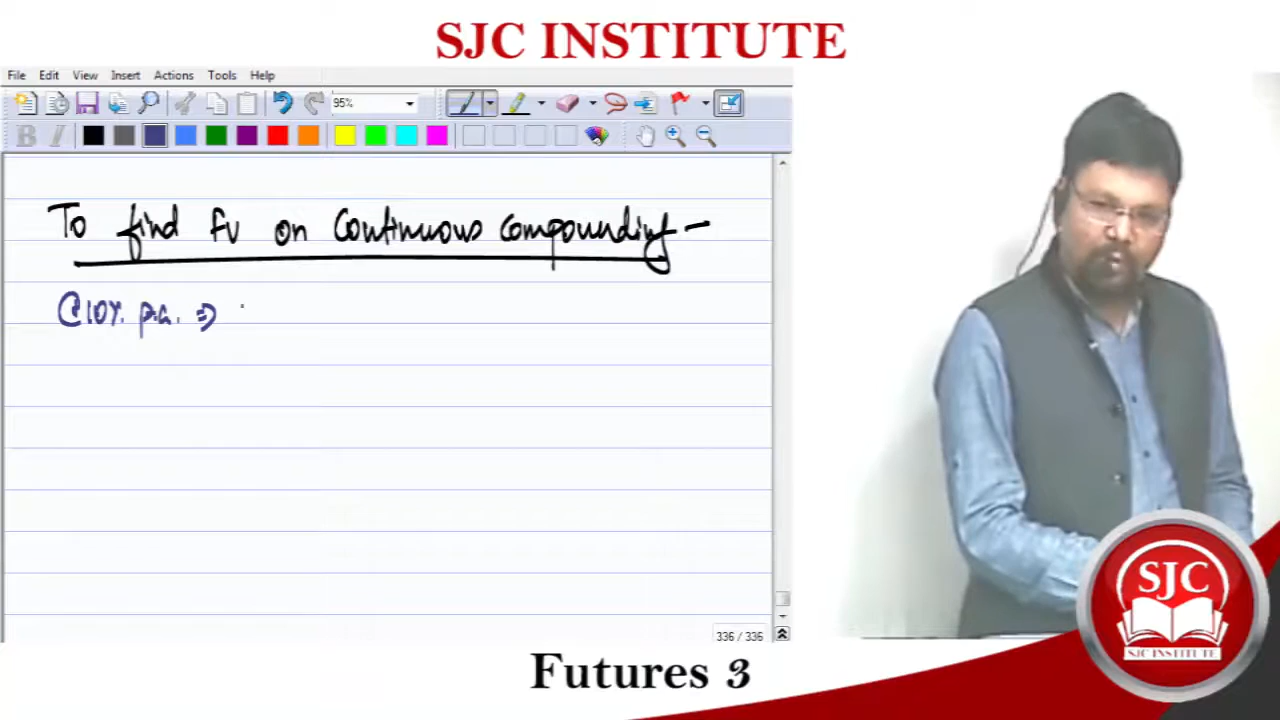 SJC INSTITUTE
File Edit View Insert Actions Tools Help
95%
B I
To find fv on Continuous compounding -
@10%. p.a. ⇒
336 / 336
SJC
SJC INSTITUTE
Futures 3